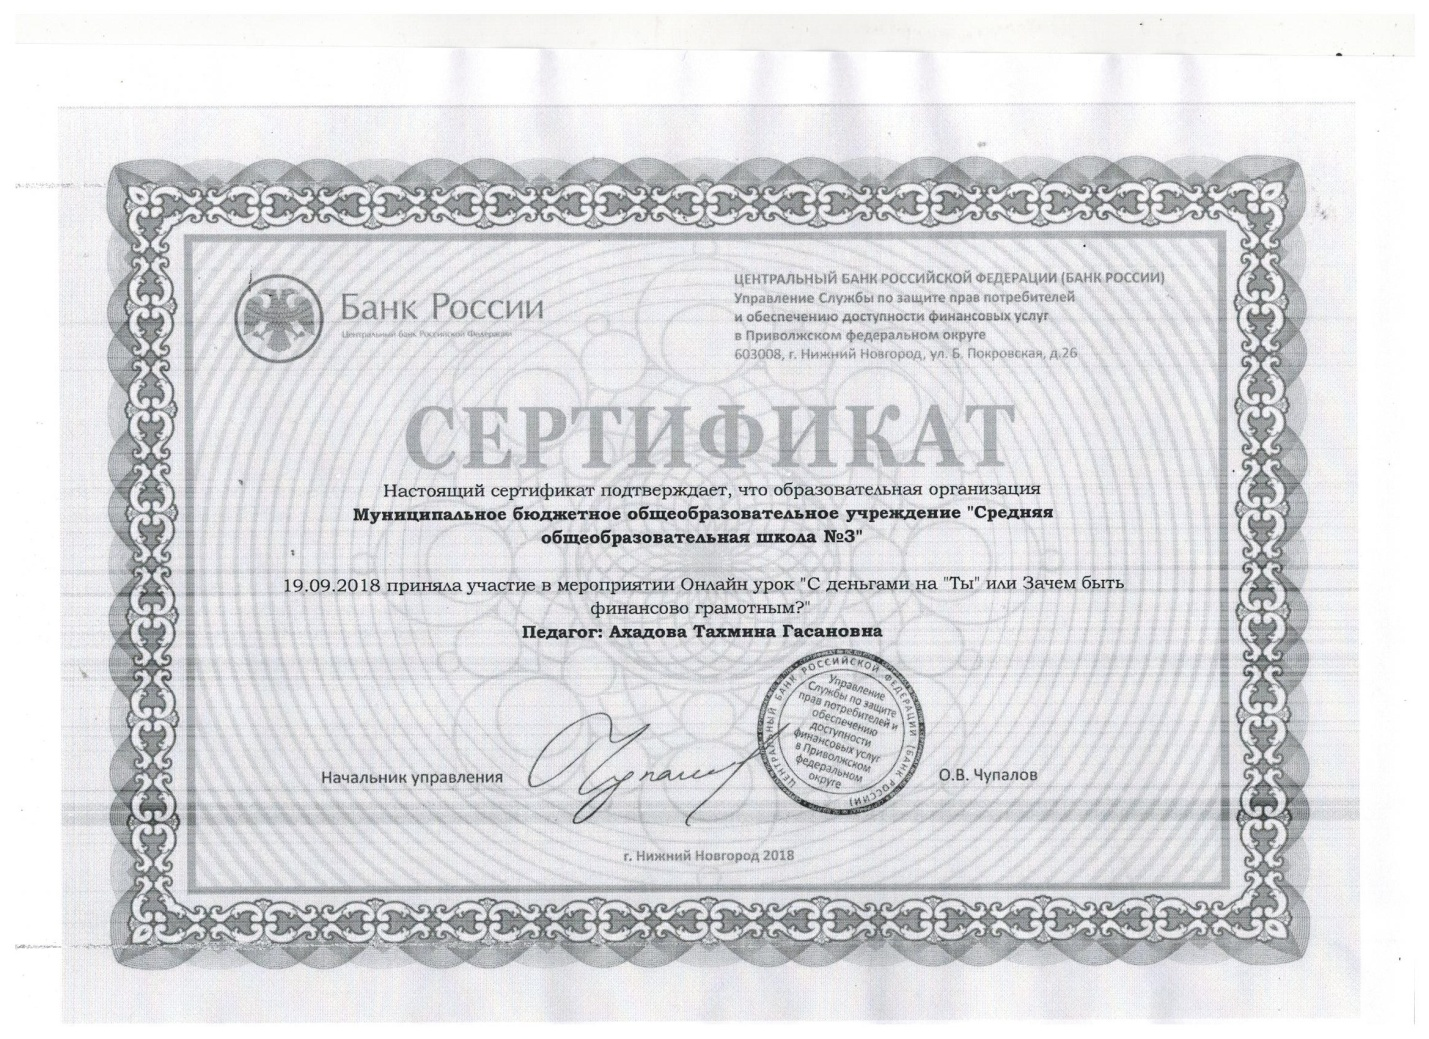 Банк России
Центральный банк Российской Федерации
ЦЕНТРАЛЬНЫЙ БАНК РОССИЙСКОЙ ФЕДЕРАЦИИ (БАНК РОССИИ)
Управление Службы по защите прав потребителей
и обеспечению доступности финансовых услуг
в Приволжском федеральном округе
603008, г. Нижний Новгород, ул. Б. Покровская, д.26
СЕРТИФИКАТ
Настоящий сертификат подтверждает, что образовательная организация
Муниципальное бюджетное общеобразовательное учреждение "Средняя
общеобразовательная школа №3"
19.09.2018 приняла участие в мероприятии Онлайн урок "С деньгами на "Ты" или Зачем быть
финансово грамотным?"
Педагог: Ахадова Тахмина Гасановна
Начальник управления
ЦЕНТРАЛЬНЫЙ БАНК РОССИЙСКОЙ ФЕДЕРАЦИИ (БАНК РОССИИ)
Управление
Службы по защите
прав потребителей и
обеспечению
доступности
финансовых услуг
в Приволжском
федеральном
округе
О.В. Чупалов
г. Нижний Новгород 2018